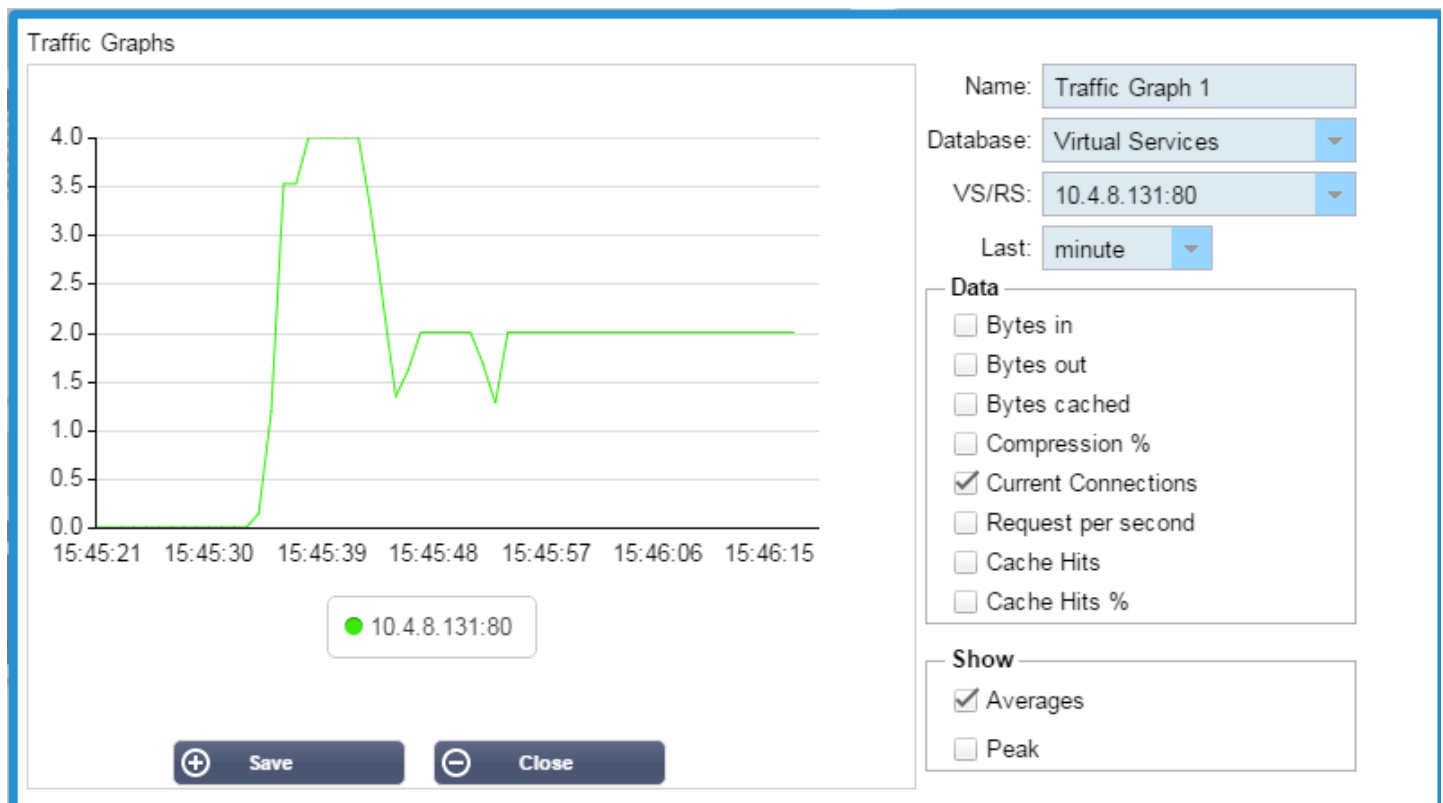 Traffic Graphs
4.0
3.5
3.0
2.5
2.0
1.5
1.0
0.5
0.0
15:45:21 15:45:30 15:45:39 15:45:48 15:45:57 15:46:06 15:46:15
10.4.8.131:80
Save Close
Name: Traffic Graph 1
Database: Virtual Services
VS/RS: 10.4.8.131:80
Last: minute
Data
Bytes in
Bytes out
Bytes cached
Compression %
Current Connections
Request per second
Cache Hits
Cache Hits %
Show
Averages
Peak